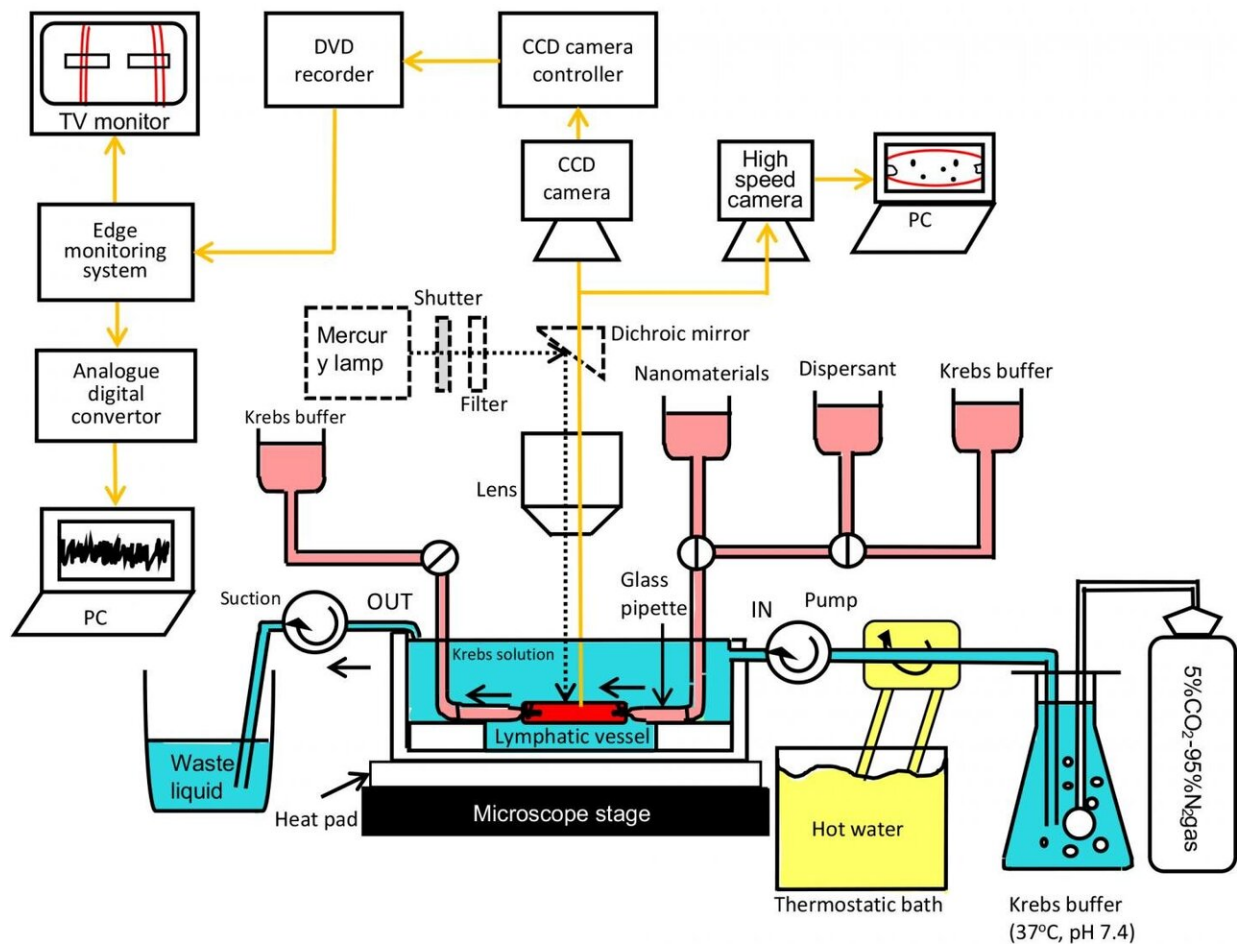 DVD
recorder
CCD camera
controller
TV monitor
CCD
camera
High
speed
camera
PC
Edge
monitoring
system
Shutter
Mercur
y lamp
Dichroic mirror
Filter
Analogue
digital
convertor
Nanomaterials
Dispersant
Krebs buffer
Krebs buffer
Lens
PC
Suction
OUT
Glass
pipette
IN
Pump
Krebs solution
Lymphatic vessel
Waste
liquid
Heat pad
Microscope stage
Hot water
Thermostatic bath
5%CO₂-95%N₂gas
Krebs buffer
(37ºC, pH 7.4)